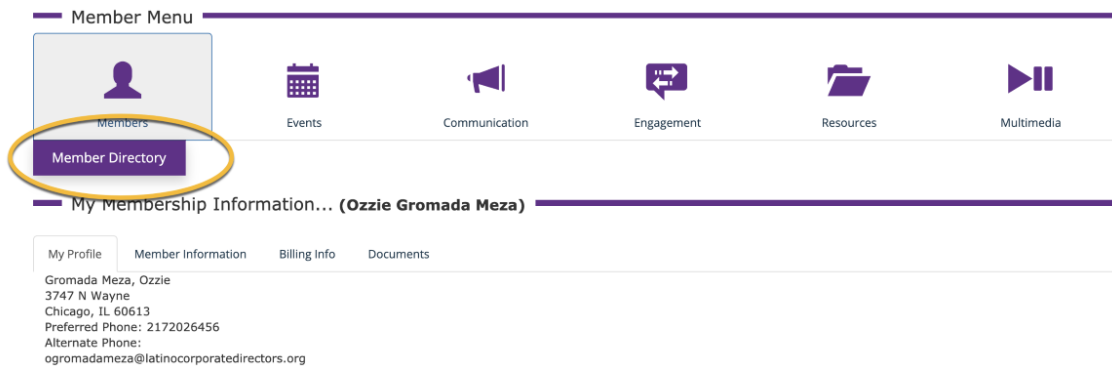 Member Menu
Members
Events
Communication
Engagement
Resources
Multimedia
Member Directory
My Membership Information... (Ozzie Gromada Meza)
My Profile
Member Information
Billing Info
Documents
Gromada Meza, Ozzie
3747 N Wayne
Chicago, IL 60613
Preferred Phone: 2172026456
Alternate Phone:
ogromadameza@latinocorporatedirectors.org